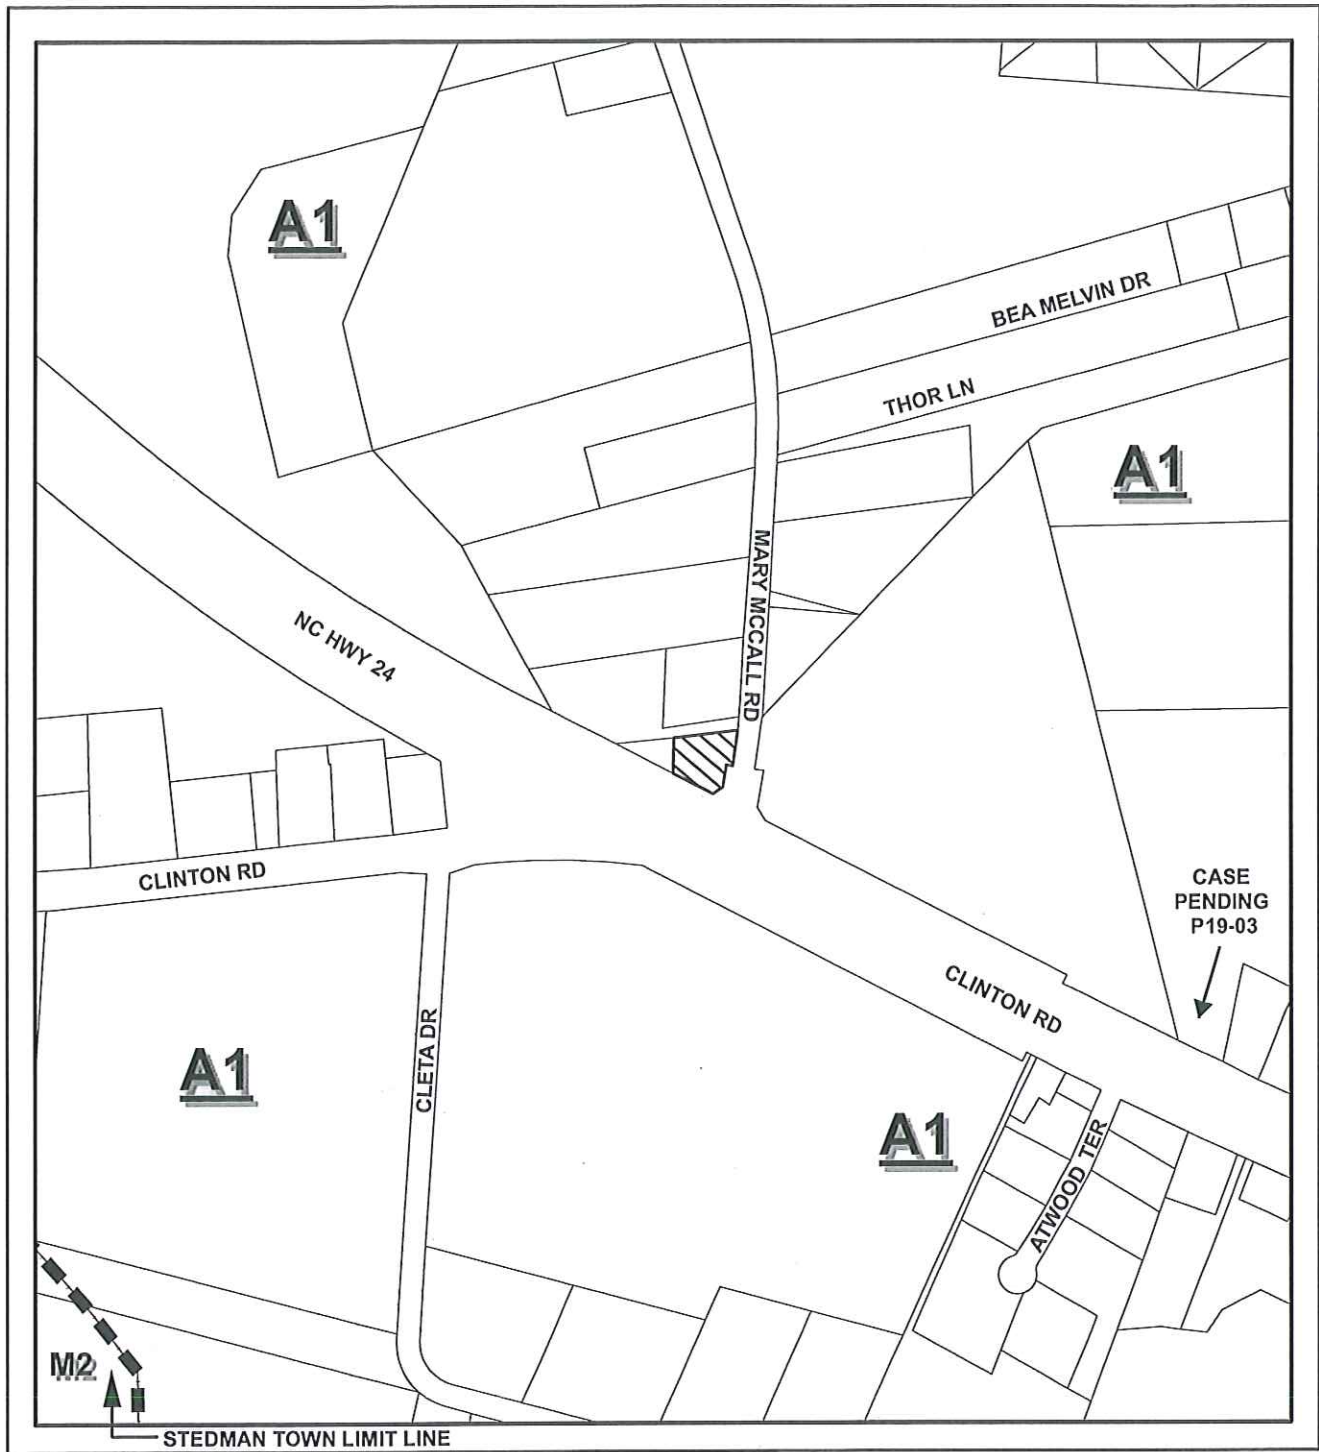 A1
BEA MELVIN DR
THOR LN
A1
MARY MCCALL RD
NC HWY 24
CLINTON RD
CASE
PENDING
P19-03
CLINTON RD
CLETA DR
A1
A1
ATWOOD TER
M2
STEDMAN TOWN LIMIT LINE